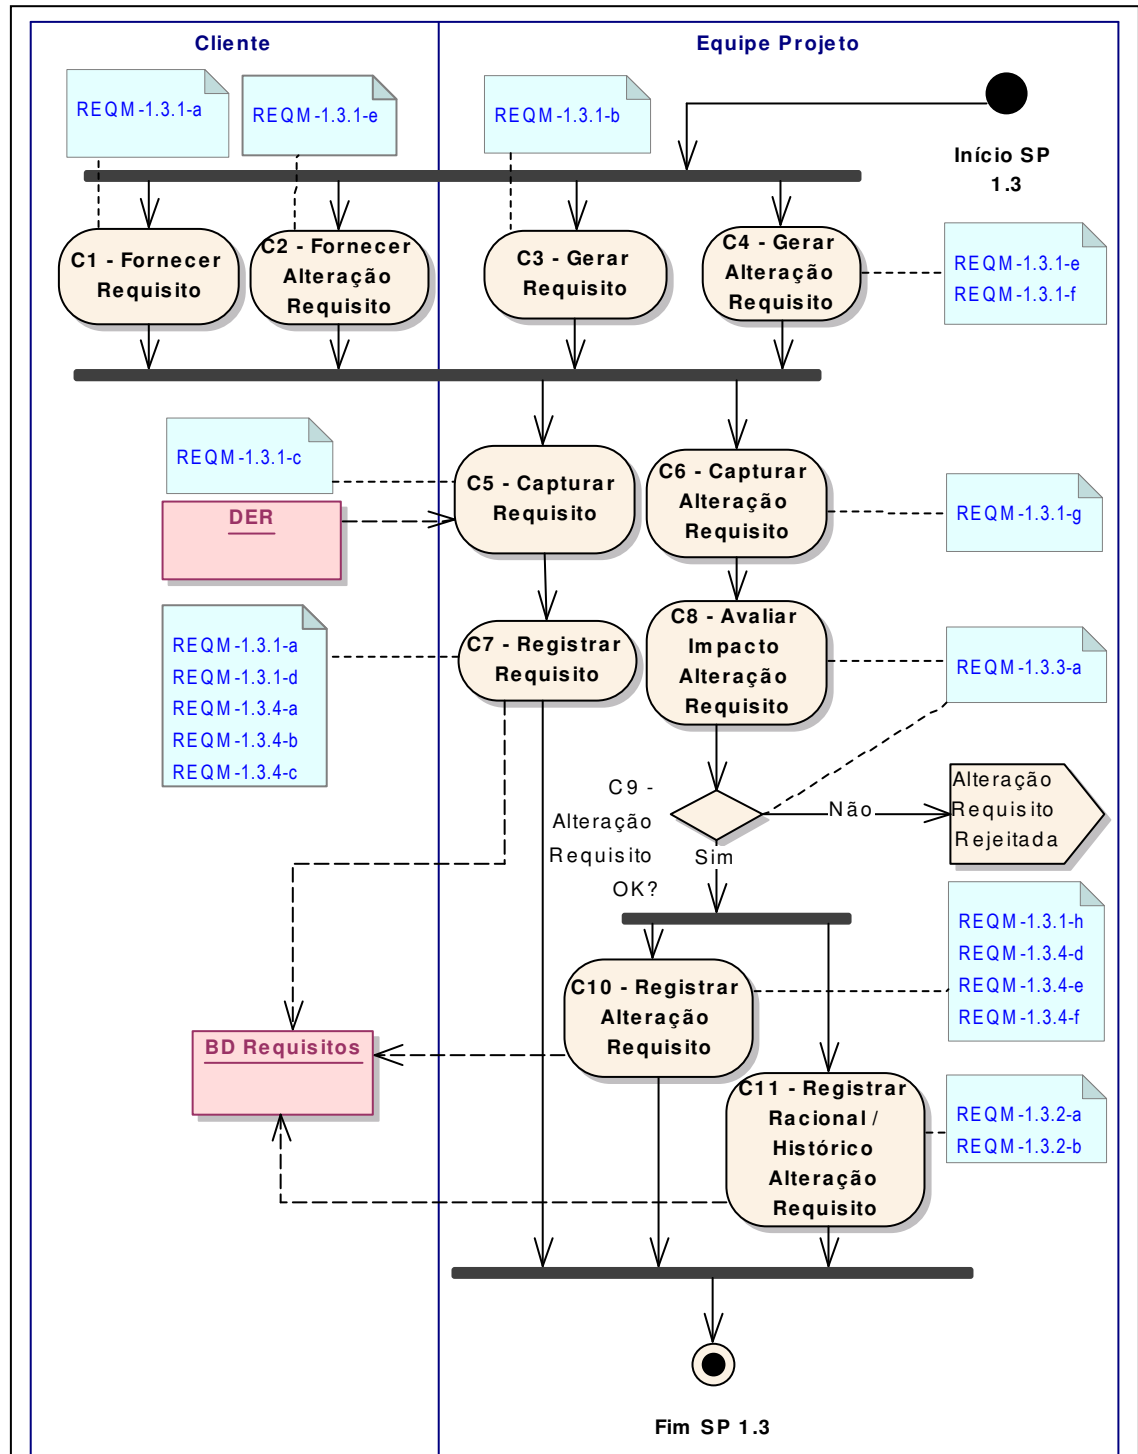 Cliente
Equipe Projeto
REQM-1.3.1-a
REQM-1.3.1-e
REQM-1.3.1-b
Início SP
1.3
C1 - Fornecer
Requisito
C2 - Fornecer
Alteração
Requisito
C3 - Gerar
Requisito
C4 - Gerar
Alteração
Requisito
REQM-1.3.1-e
REQM-1.3.1-f
REQM-1.3.1-c
DER
C5 - Capturar
Requisito
C6 - Capturar
Alteração
Requisito
REQM-1.3.1-g
REQM-1.3.1-a
REQM-1.3.1-d
REQM-1.3.4-a
REQM-1.3.4-b
REQM-1.3.4-c
C7 - Registrar
Requisito
C8 - Avaliar
Impacto
Alteração
Requisito
REQM-1.3.3-a
C9 -
Alteração
Requisito
OK?
Não
Sim
Alteração
Requisito
Rejeitada
REQM-1.3.1-h
REQM-1.3.4-d
REQM-1.3.4-e
REQM-1.3.4-f
C10 - Registrar
Alteração
Requisito
BD Requisitos
C11 - Registrar
Racional /
Histórico
Alteração
Requisito
REQM-1.3.2-a
REQM-1.3.2-b
Fim SP 1.3